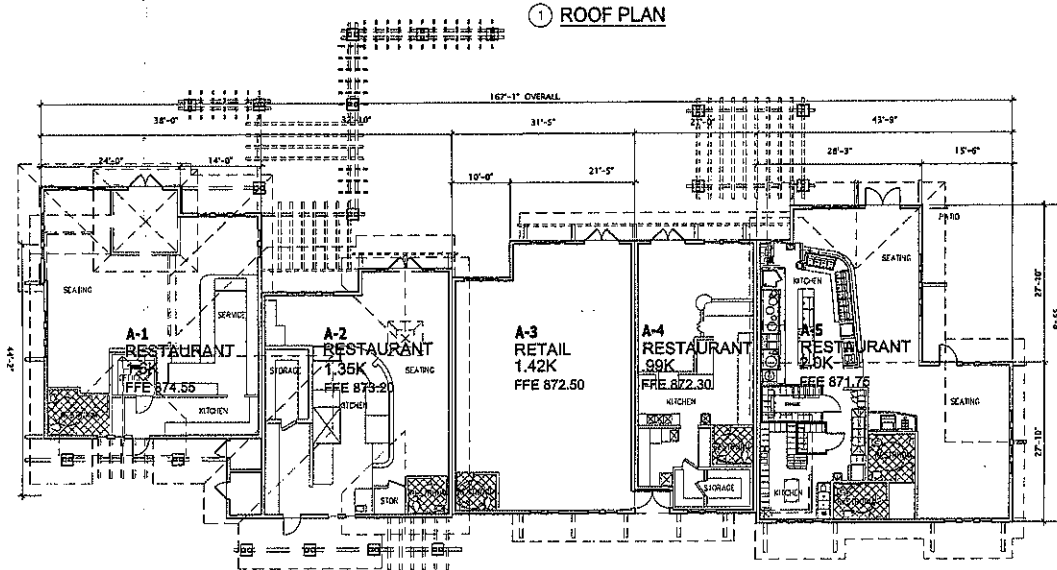 1 ROOF PLAN
167'-1" OVERALL
38'-0"
31'-5"
43'-9"
24'-0"
14'-0"
10'-0"
21'-5"
28'-3"
15'-6"
PATIO
SEATING
SEATING
KITCHEN
27'-10"
SERVICE
A-1
RESTAURANT
FFE 874.55
KITCHEN
44'-2"
A-2
RESTAURANT
1.35K
FFE 873.20
SEATING
STORAGE
KITCHEN
STOR
A-3
RETAIL
1.42K
FFE 872.50
A-4
RESTAURANT
.99K
FFE 872.30
KITCHEN
STORAGE
A-5
RESTAURANT
FFE 871.75
SEATING
KITCHEN
27'-10"